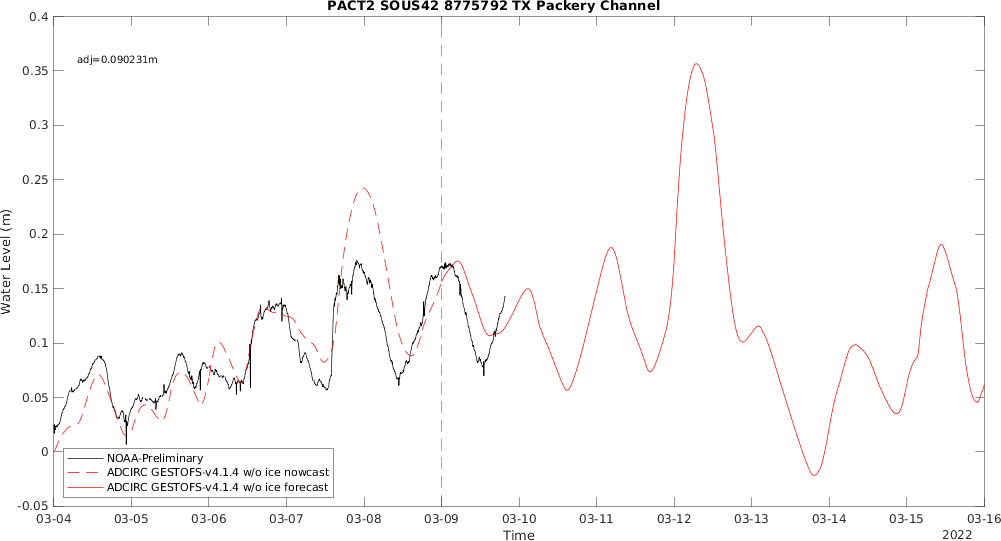 PACT2 SOUS42 8775792 TX Packery Channel
0.4
adj=0.090231m
0.35
0.3
0.25
0.2
0.15
0.1
0.05
0
-0.05
Water Level (m)
NOAA-Preliminary
ADCIRC GESTOFS-v4.1.4 w/o ice nowcast
ADCIRC GESTOFS-v4.1.4 w/o ice forecast
03-04 03-05 03-06 03-07 03-08 03-09 03-10 03-11 03-12 03-13 03-14 03-15 03-16
Time
2022